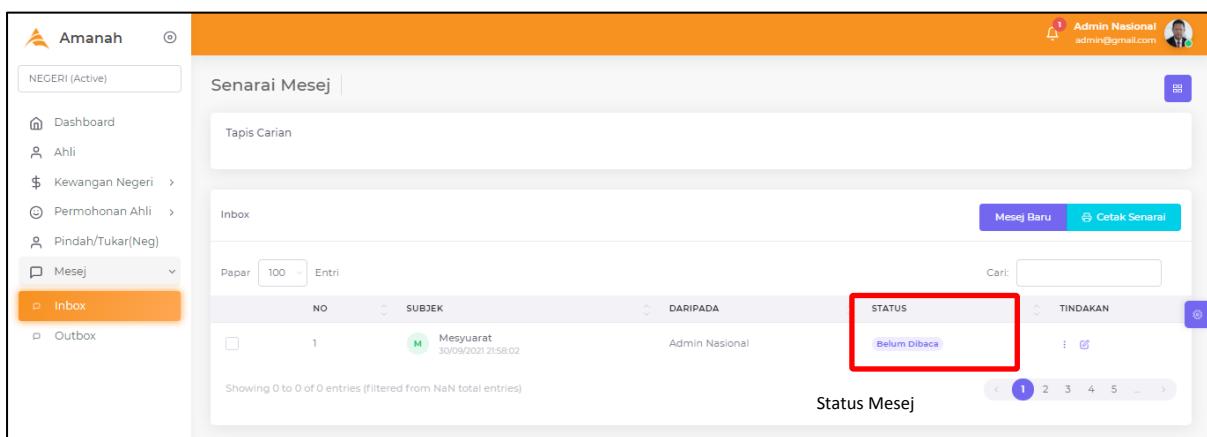 Amanah
1
Admin Nasional
admin@gmail.com
NEGERI (Active)
Dashboard
Ahli
Kewangan Negeri
Permohonan Ahli
Pindah/Tukar(Neg)
Mesej
Inbox
Outbox
Senarai Mesej
Tapis Carian
Inbox
Mesej Baru
Cetak Senarai
Papar 100 Entri
Cari:
NO SUBJEK DARIPADA STATUS TINDAKAN
1 M Mesyuarat Admin Nasional Belum Dibaca
30/09/2021 21:58:02
Showing 0 to 0 of 0 entries (filtered from NaN total entries)
< 1 2 3 4 5 ... >
Status Mesej